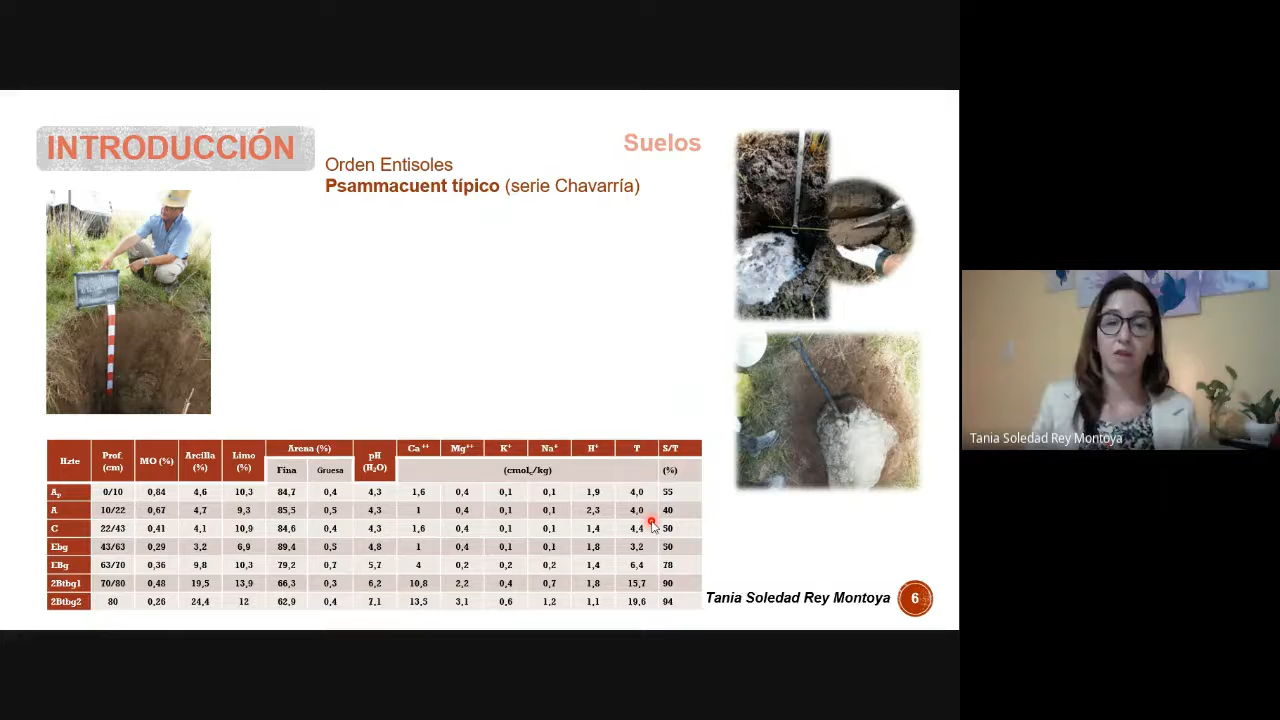 INTRODUCCIÓN
Suelos
Orden Entisoles
Psammacuent típico (serie Chavarría)
Hzte Prof. (cm) MO (%) Arcilla (%) Limo (%) Arena (%) pH (H₂O) Ca⁺⁺ Mg⁺⁺ K⁺ Na⁺ H⁺ T S/T
Fina Gruesa (cmolc/kg) (%)
Ap 0/10 0,84 4,6 10,3 84,7 0,4 4,3 1,6 0,4 0,1 0,1 1,9 4,0 55
A 10/22 0,67 4,7 9,3 85,5 0,5 4,3 1 0,4 0,1 0,1 2,3 4,0 40
C 22/43 0,41 4,1 10,9 84,6 0,4 4,3 1,6 0,4 0,1 0,1 1,4 4,4 50
Ebg 43/63 0,29 3,2 6,9 89,4 0,5 4,8 1 0,4 0,1 0,1 1,8 3,2 50
EBg 63/70 0,36 9,8 10,3 79,2 0,7 5,7 4 0,2 0,2 0,2 1,4 6,4 78
2Btbg1 70/80 0,48 19,5 13,9 66,3 0,3 6,2 10,8 2,2 0,4 0,7 1,8 15,7 90
2Btbg2 80 0,26 24,4 12 62,9 0,4 7,1 13,5 3,1 0,6 1,2 1,1 19,6 94
Tania Soledad Rey Montoya
6
Tania Soledad Rey Montoya